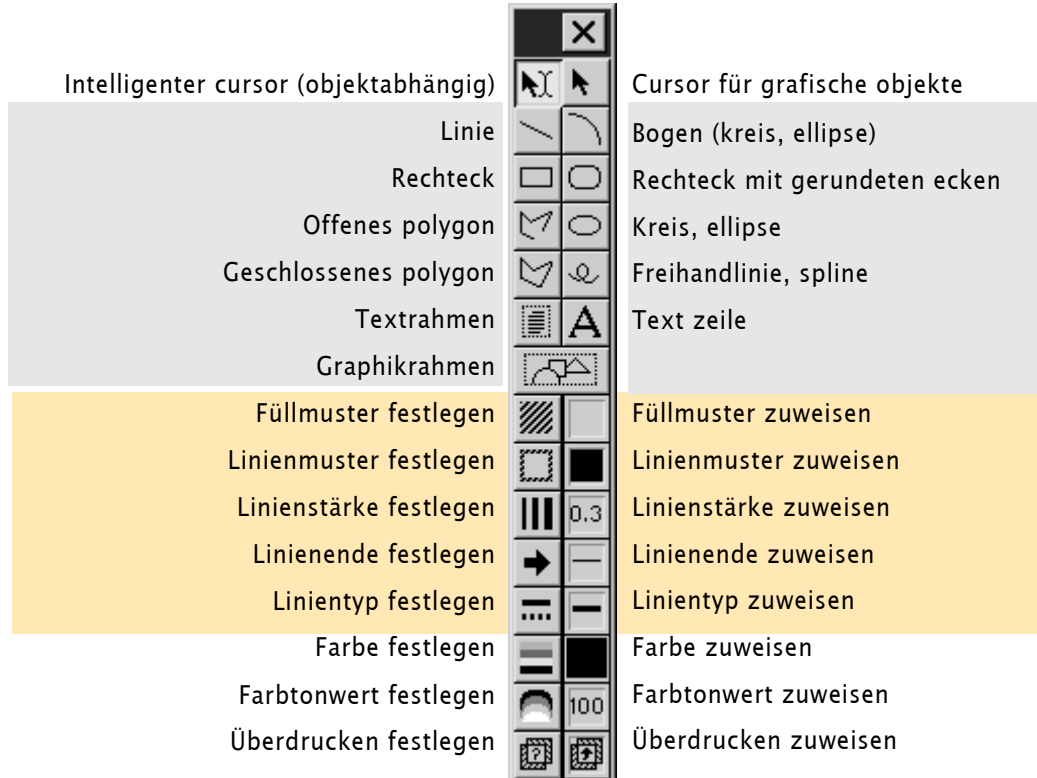 Intelligenter cursor (objektabhängig) Cursor für grafische objekte
Linie Bogen (kreis, ellipse)
Rechteck Rechteck mit gerundeten ecken
Offenes polygon Kreis, ellipse
Geschlossenes polygon Freihandlinie, spline
Textrahmen A Text zeile
Graphikrahmen
Füllmuster festlegen Füllmuster zuweisen
Linienmuster festlegen Linienmuster zuweisen
Linienstärke festlegen 0.3 Linienstärke zuweisen
Linienende festlegen Linienende zuweisen
Linientyp festlegen Linientyp zuweisen
Farbe festlegen Farbe zuweisen
Farbtonwert festlegen 100 Farbtonwert zuweisen
Überdrucken festlegen ? Überdrucken zuweisen